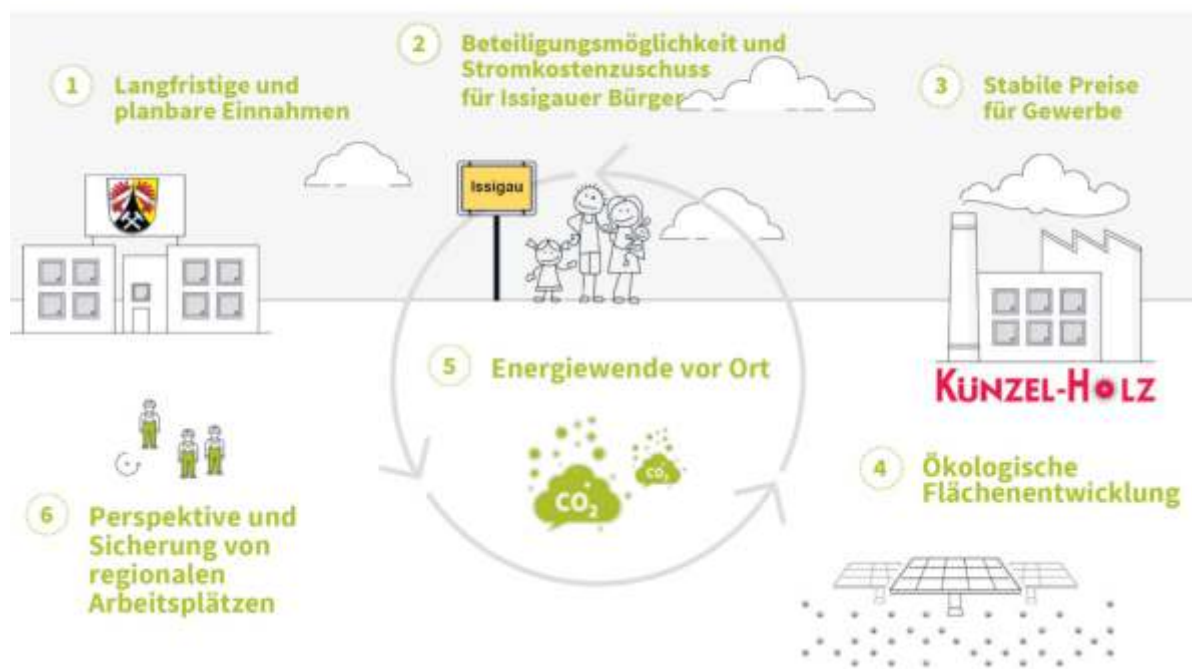 1
Langfristige und
planbare Einnahmen
2
Beteiligungsmöglichkeit und
Stromkostenzuschuss
für Issigauer Bürger
3
Stabile Preise
für Gewerbe
Issigau
KÜNZEL-HOLZ
5
Energiewende vor Ort
CO2
CO2
4
Ökologische
Flächenentwicklung
6
Perspektive und
Sicherung von
regionalen
Arbeitsplätzen